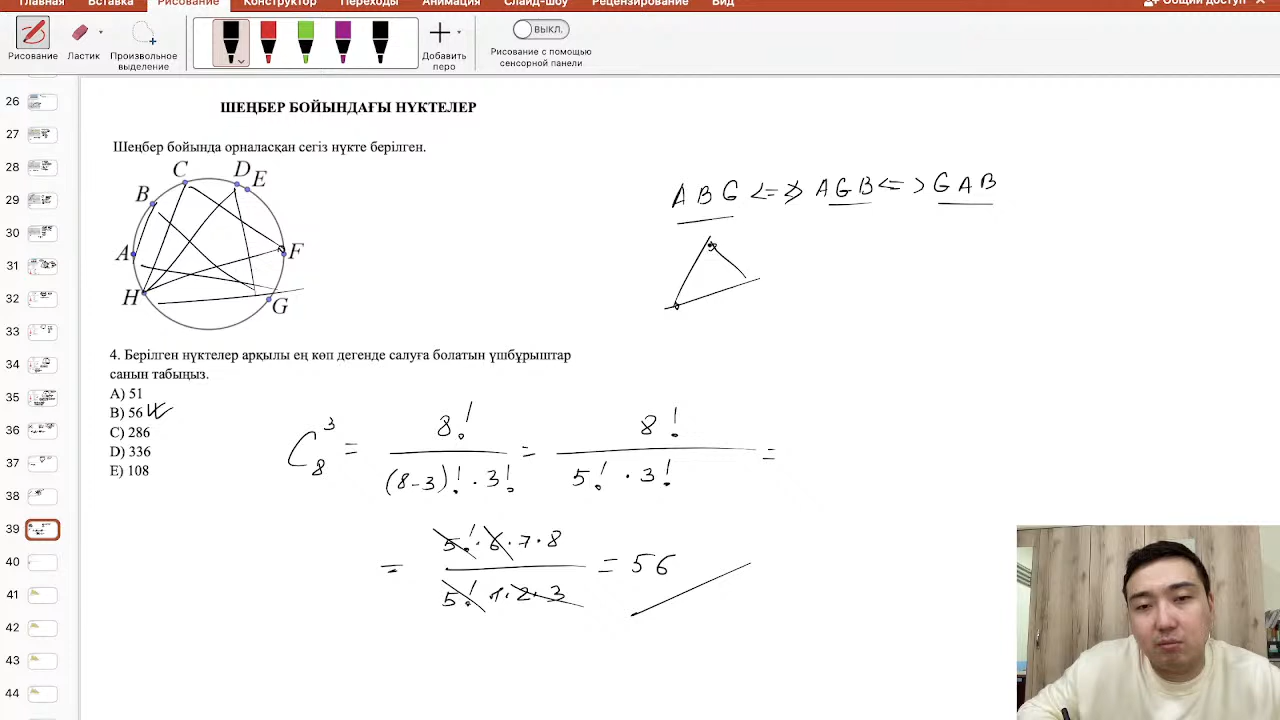 Главная Вставка Рисование Конструктор Переходы Анимация Слайд-шоу Рецензирование Вид Общий доступ
ВЫКЛ.
Рисование Ластик Произвольное выделение Добавить перо Рисование с помощью сенсорной панели
26
27
28
29
30
31
32
33
34
35
36
37
38
39
40
41
42
43
44
ШЕҢБЕР БОЙЫНДАҒЫ НҮКТЕЛЕР
Шеңбер бойында орналасқан сегіз нүкте берілген.
C D E
B
A F
H G
A B G <=> A G B <=> G A B
4. Берілген нүктелер арқылы ең көп дегенде салуға болатын үшбұрыштар
санын табыңыз.
A) 51
B) 56
C) 286
D) 336
E) 108
C₈³ = 8! / (8-3)! · 3! = 8! / 5! · 3! =
= 5! · 6 · 7 · 8 / 5! · 1 · 2 · 3 = 56